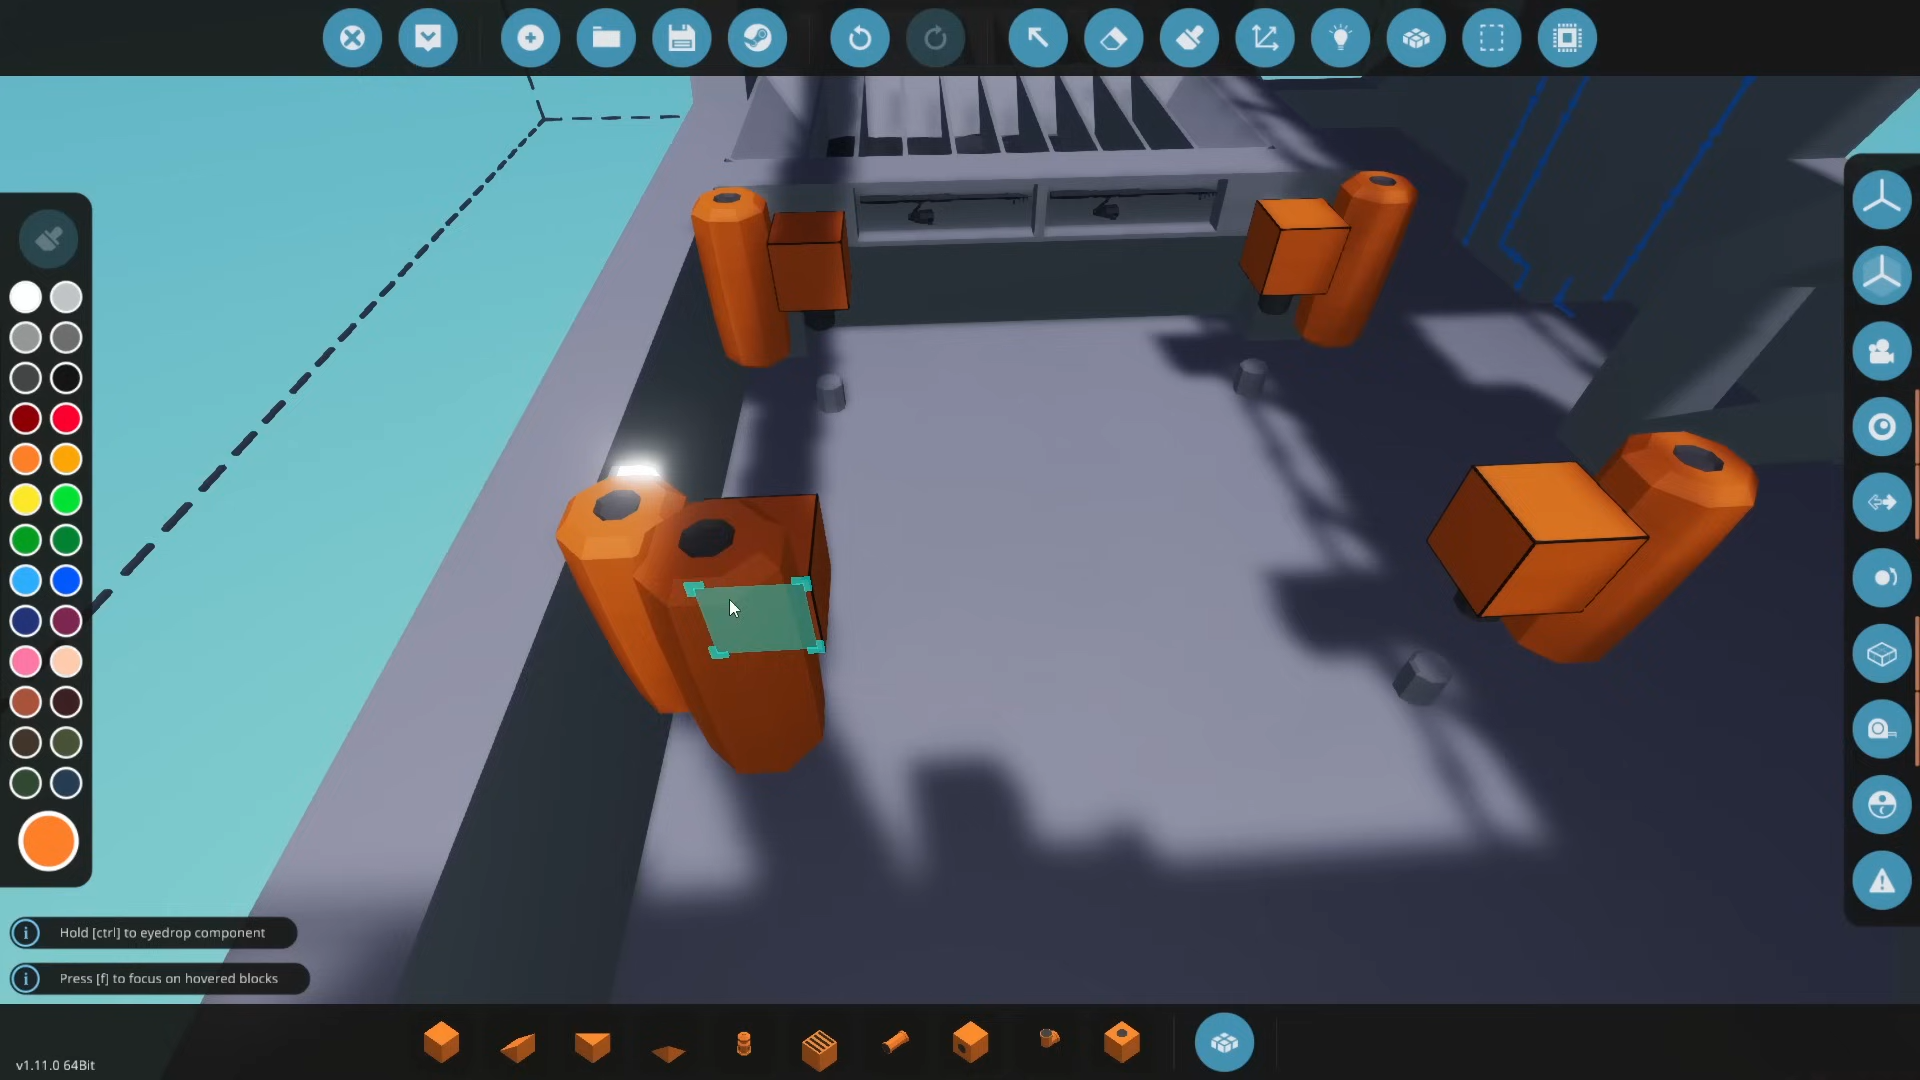 Hold [ctrl] to eyedrop component
Press [f] to focus on hovered blocks
v1.11.0 64Bit